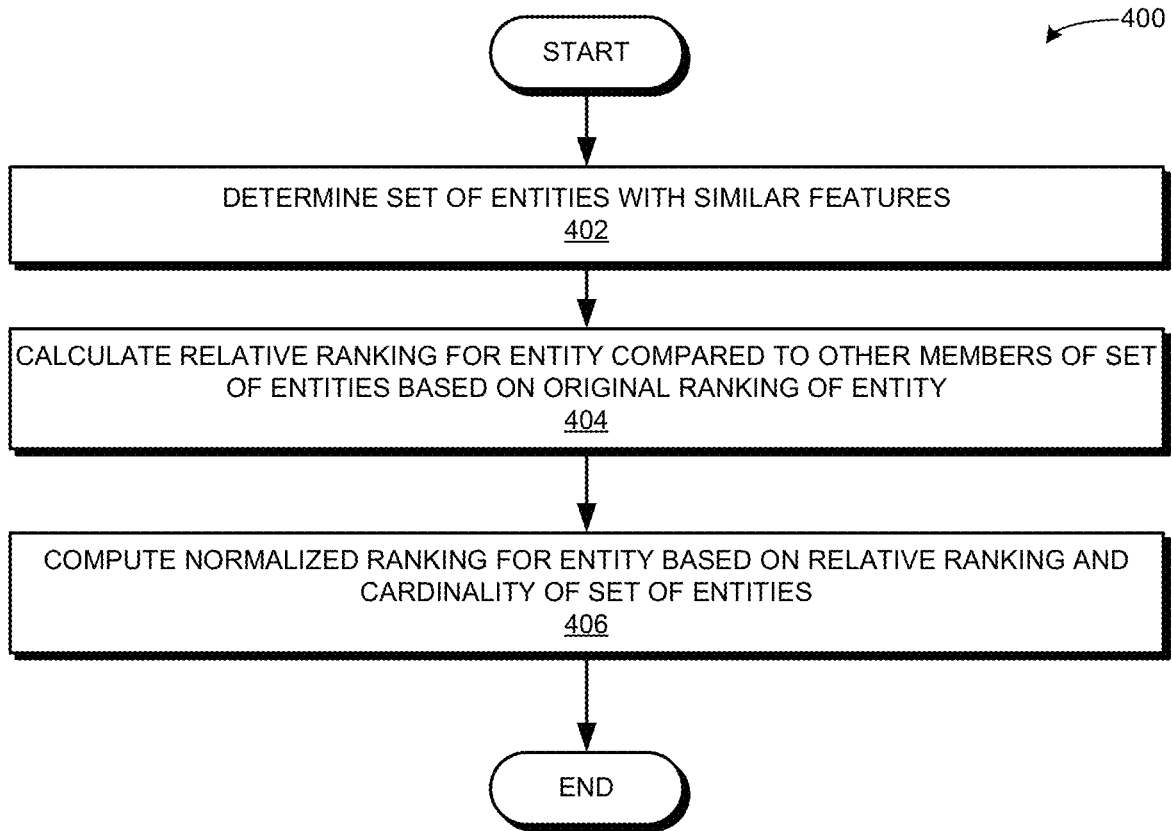 400
START
DETERMINE SET OF ENTITIES WITH SIMILAR FEATURES
402
CALCULATE RELATIVE RANKING FOR ENTITY COMPARED TO OTHER MEMBERS OF SET
OF ENTITIES BASED ON ORIGINAL RANKING OF ENTITY
404
COMPUTE NORMALIZED RANKING FOR ENTITY BASED ON RELATIVE RANKING AND
CARDINALITY OF SET OF ENTITIES
406
END